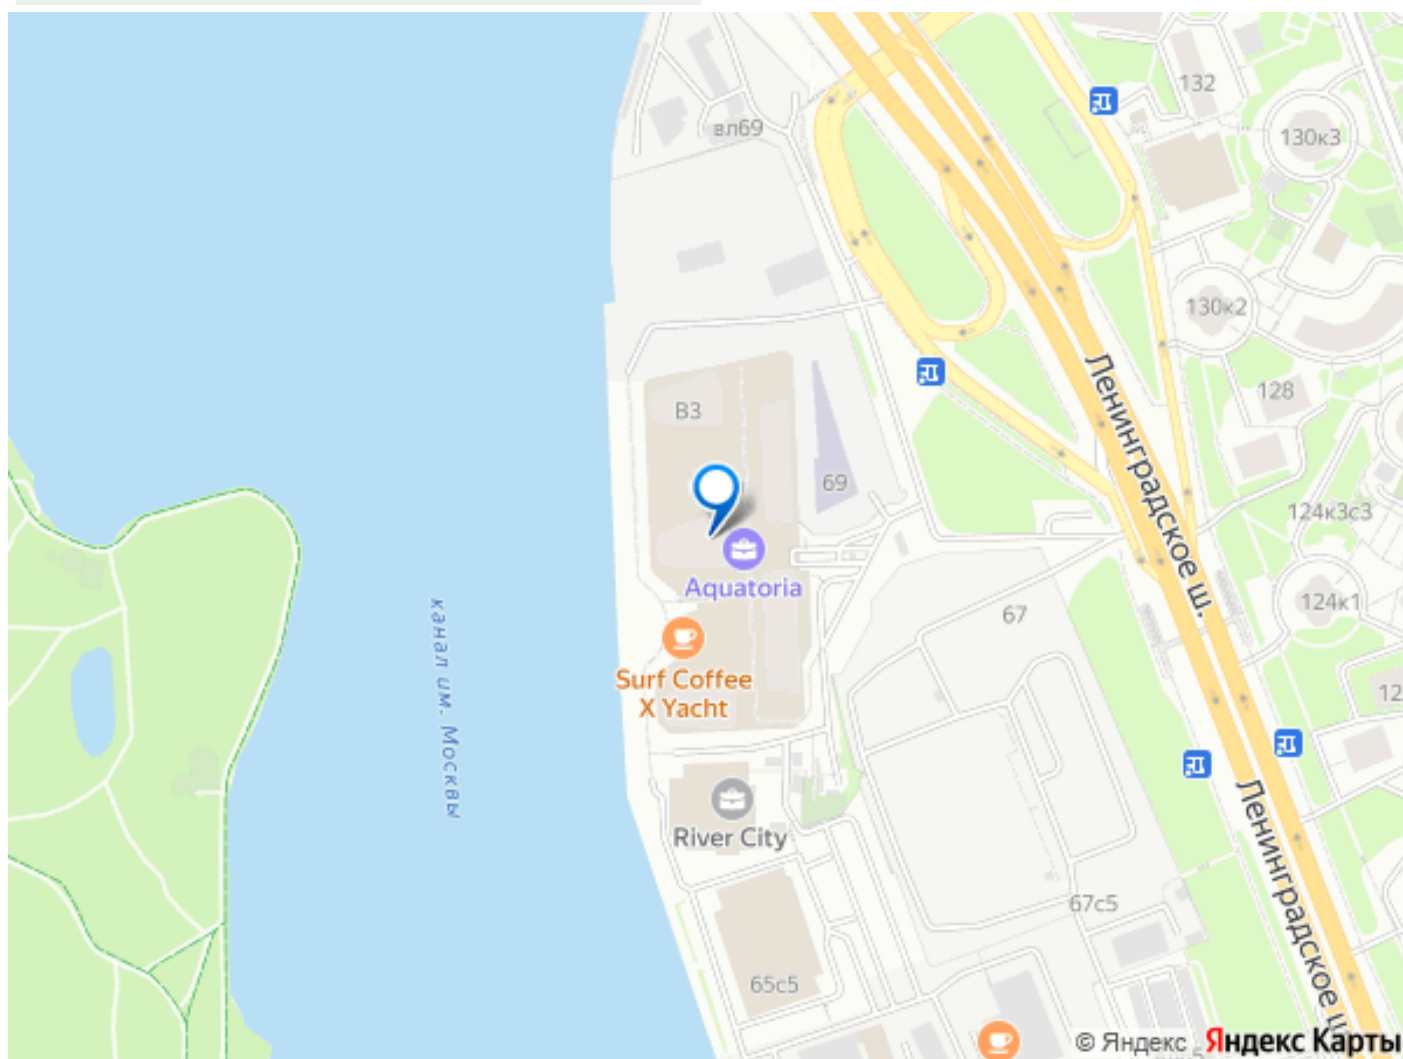 132
вл69
130к3
130к2
Ленинградское ш.
128
В3
69
124к3с3
Aquatoria
124к1
67
канал им. Москвы
Surf Coffee
X Yacht
12
River City
Ленинградское ш
67с5
65с5
© Яндекс Яндекс Карты